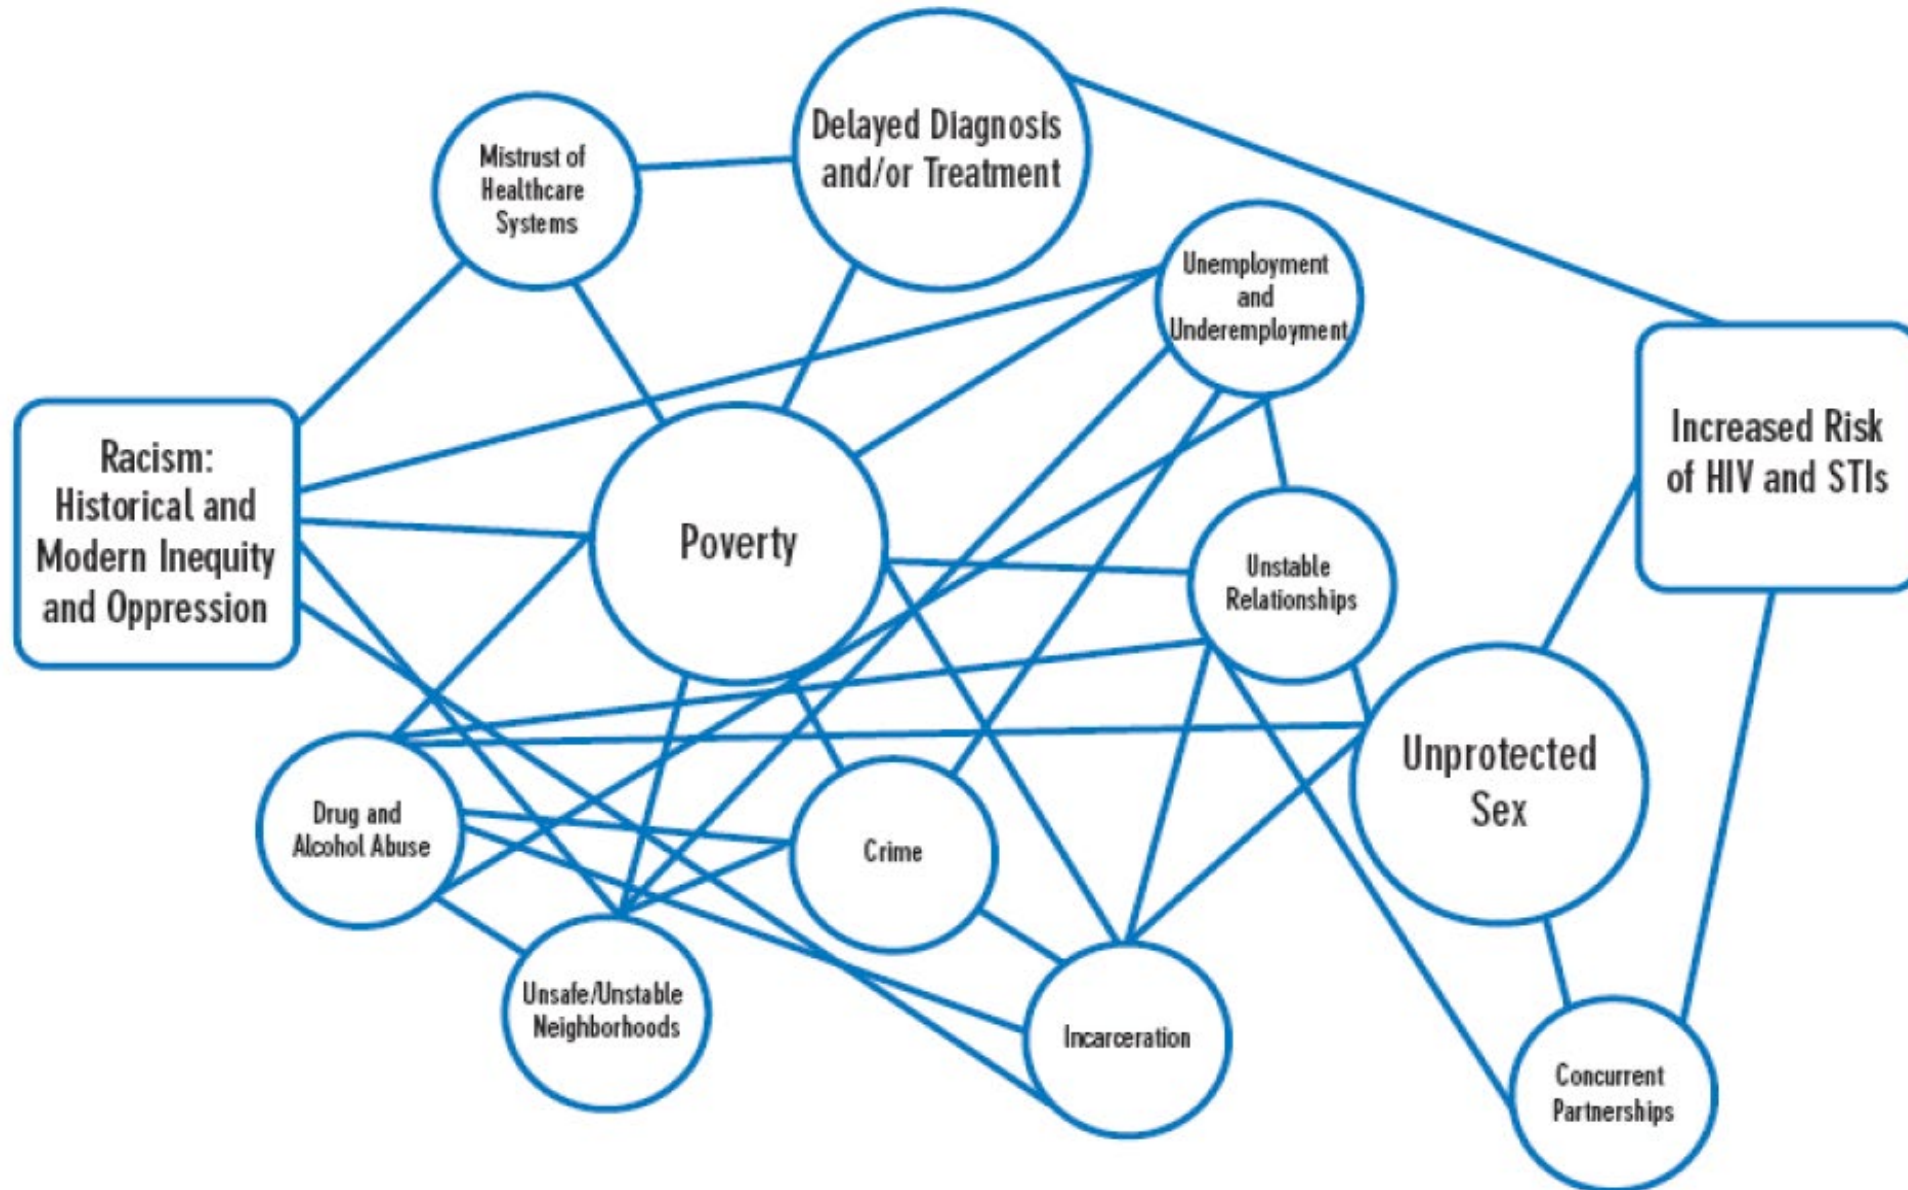 Delayed Diagnosis
and/or Treatment
Mistrust of
Healthcare
Systems
Unemployment
and
Underemployment
Racism:
Historical and
Modern Inequity
and Oppression
Increased Risk
of HIV and STIs
Poverty
Unstable
Relationships
Unprotected
Sex
Drug and
Alcohol Abuse
Crime
Unsafe/Unstable
Neighborhoods
Incarceration
Concurrent
Partnerships